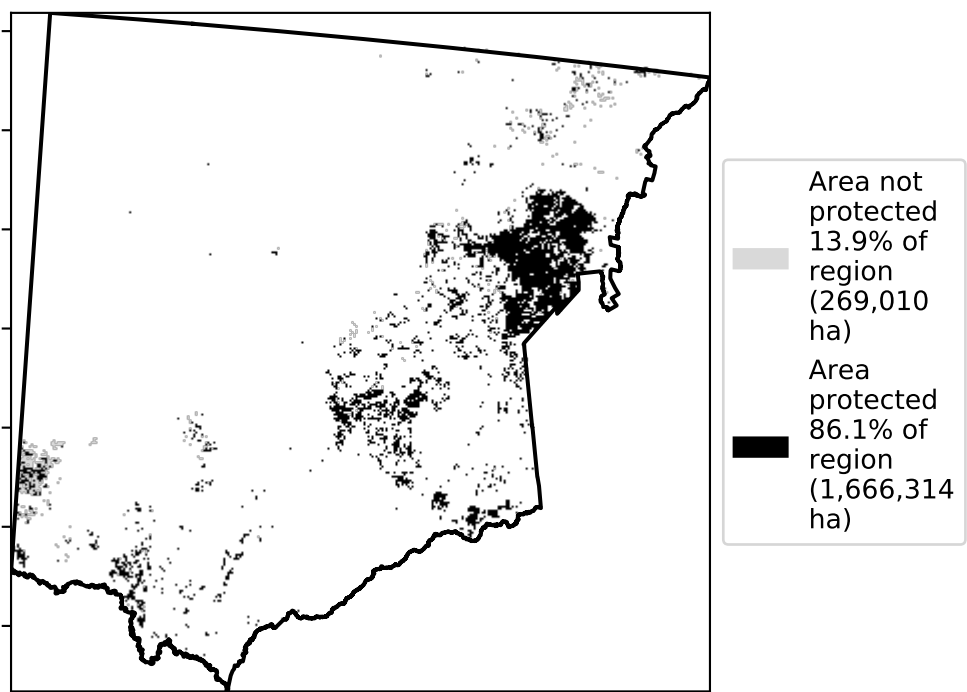 Area not
protected
13.9% of
region
(269,010
ha)
Area
protected
86.1% of
region
(1,666,314
ha)